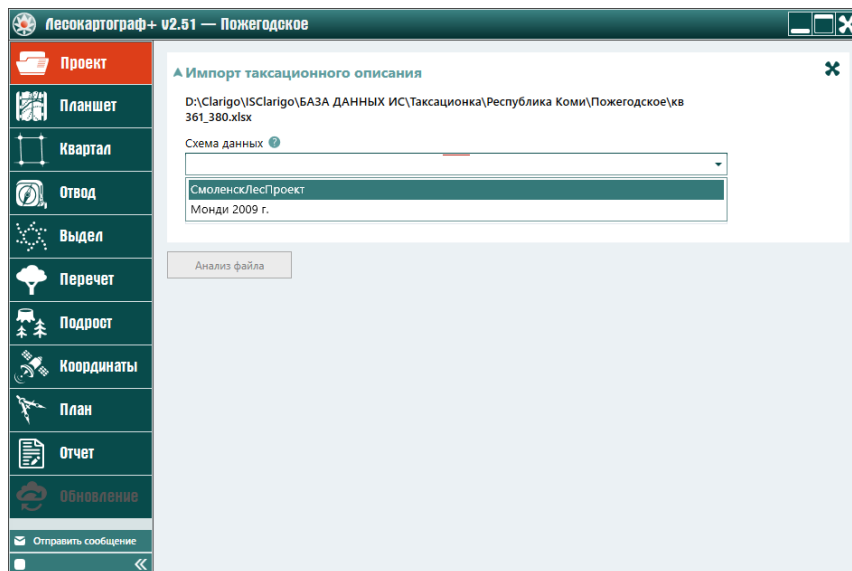 Лесокартограф+ v2.51 — Пожегодское
Проект
Планшет
Квартал
Отвод
Выдел
Перечет
Подрост
Координаты
План
Отчет
Обновление
Отправить сообщение
Импорт таксационного описания
D:\Clarigo\ISClarigo\БАЗА ДАННЫХ ИС\Таксационка\Республика Коми\Пожегодское\кв
361_380.xlsx
Схема данных ?
СмоленскЛесПроект
Монди 2009 г.
Анализ файла